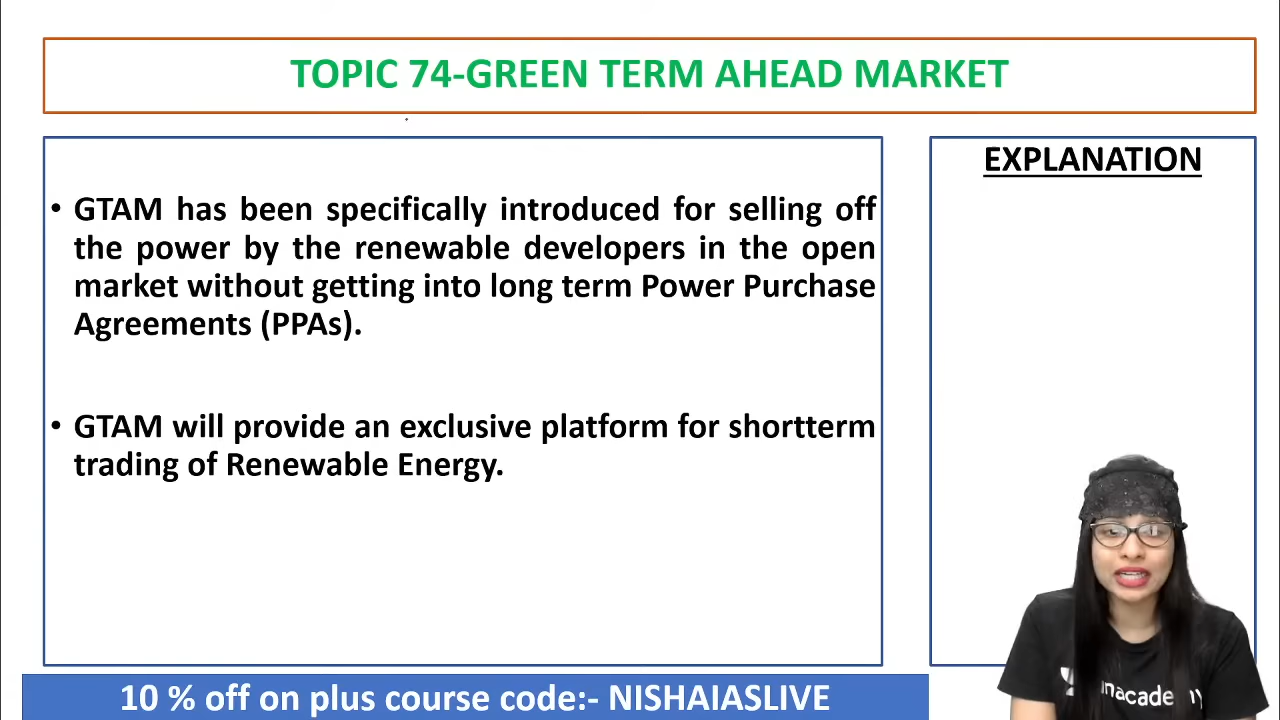 TOPIC 74-GREEN TERM AHEAD MARKET
• GTAM has been specifically introduced for selling off
the power by the renewable developers in the open
market without getting into long term Power Purchase
Agreements (PPAs).
• GTAM will provide an exclusive platform for shortterm
trading of Renewable Energy.
EXPLANATION
10 % off on plus course code:- NISHAIASLIVE